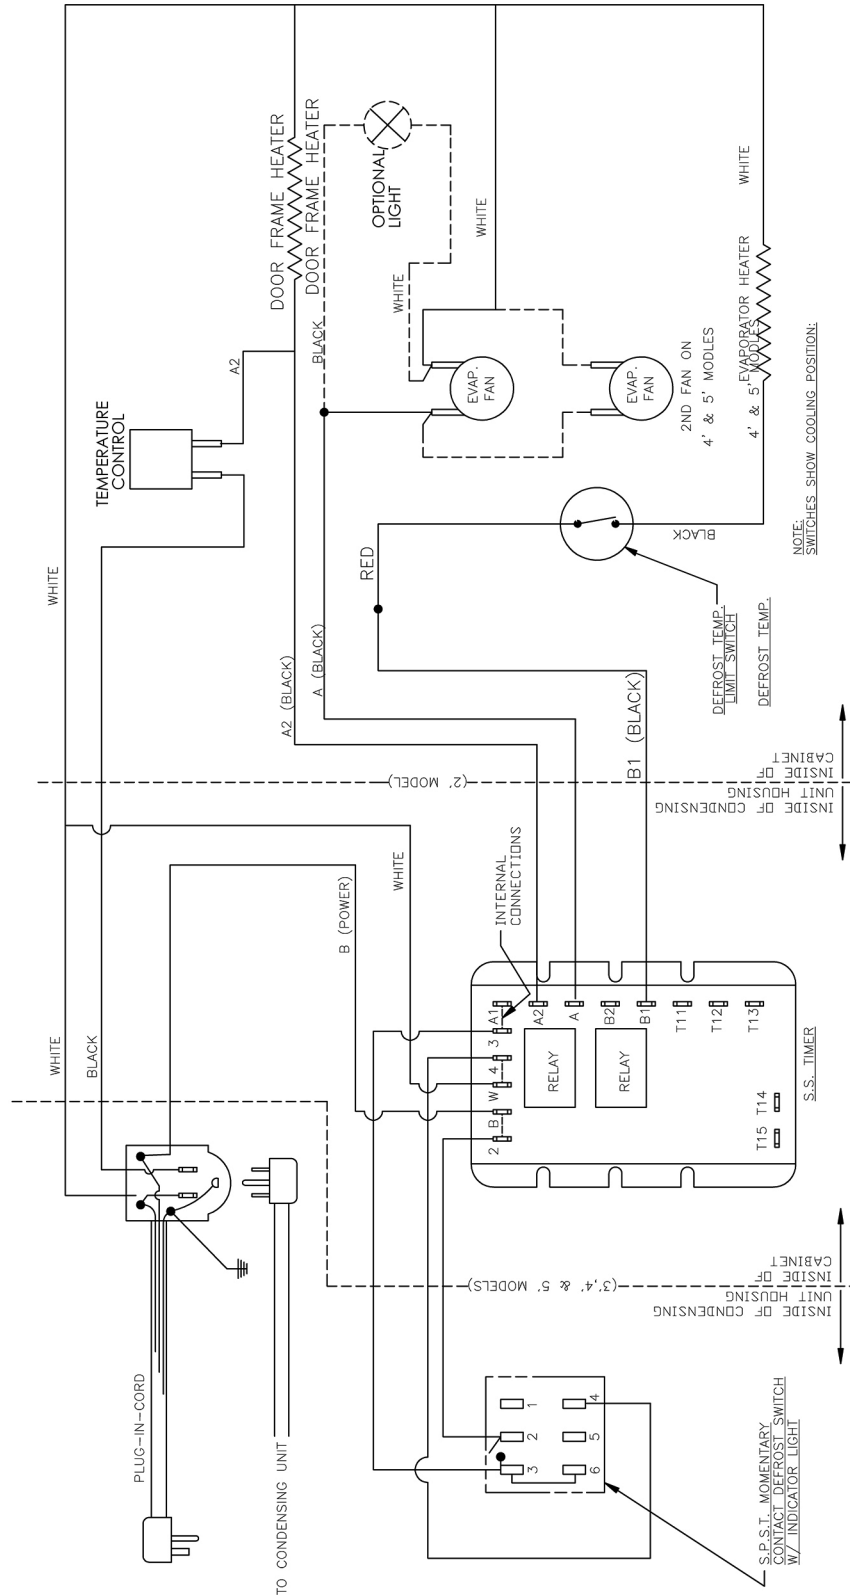 DOOR FRAME HEATER
DOOR FRAME HEATER
OPTIONAL
LIGHT
WHITE
WHITE
WHITE
A2
BLACK
TEMPERATURE
CONTROL
EVAP.
FAN
EVAP.
FAN
2ND FAN ON
4' & 5' MODLES
EVAPORATOR HEATER
4' & 5' MODLES
NOTE:
SWITCHES SHOW COOLING POSITION:
WHITE
RED
BLACK
A2 (BLACK)
A (BLACK)
B1 (BLACK)
DEFROST TEMP.
LIMIT SWITCH
DEFROST TEMP.
(2' MODEL)
INSIDE OF
CABINET
INSIDE OF CONDENSING
UNIT HOUSING
WHITE
BLACK
B (POWER)
WHITE
INTERNAL
CONNECTIONS
A1
3
4
W
B
2
A2
A
B2
B1
T11
T12
T13
T14
T15
RELAY
RELAY
S.S. TIMER
PLUG-IN-CORD
TO CONDENSING UNIT
(3',4' & 5' MODELS)
INSIDE OF
CABINET
INSIDE OF CONDENSING
UNIT HOUSING
1
2
3
4
5
6
S.P.S.T. MOMENTARY
CONTACT DEFROST SWITCH
W/ INDICATOR LIGHT